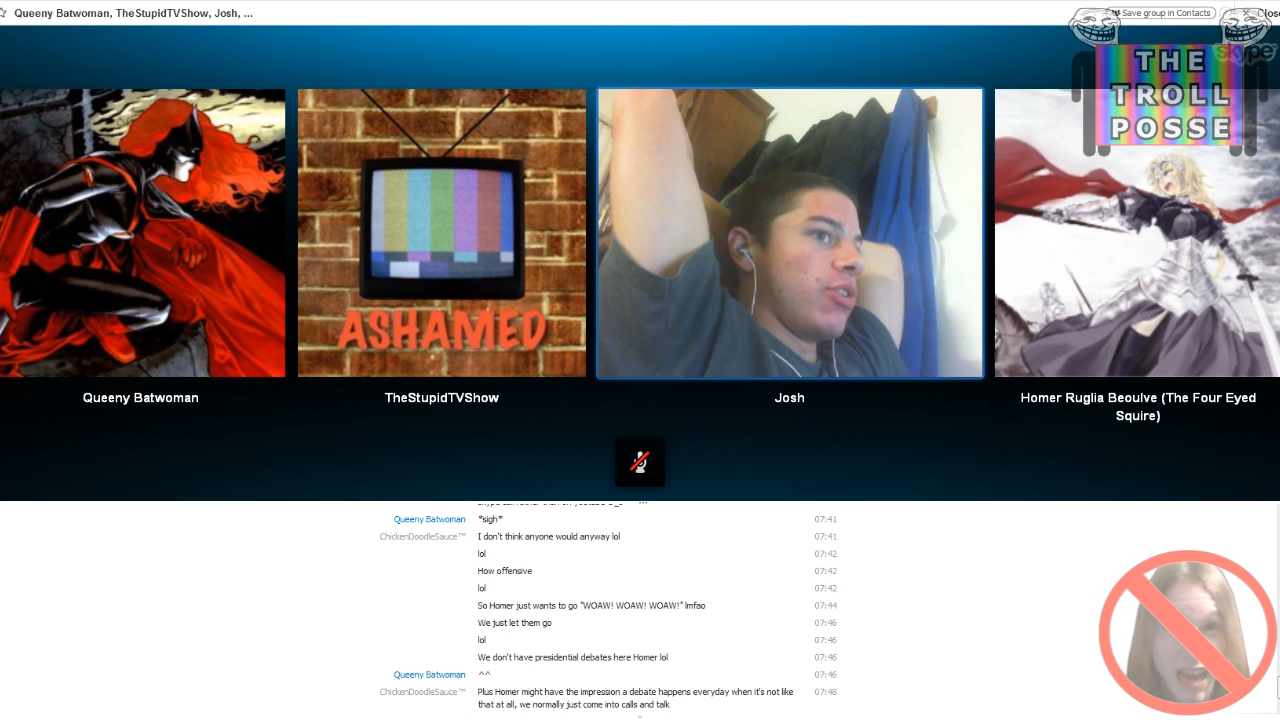 Queeny Batwoman, TheStupidTVShow, Josh, ...
Save group in Contacts
Close
skype
THE
TROLL
POSSE
ASHAMED
Queeny Batwoman
TheStupidTVShow
Josh
Homer Ruglia Beoulve (The Four Eyed
Squire)
Queeny Batwoman *sigh* 07:41
ChickenDoodleSauce™ I don't think anyone would anyway lol 07:41
lol 07:42
How offensive 07:42
lol 07:42
So Homer just wants to go "WOAW! WOAW! WOAW!" lmfao 07:44
We just let them go 07:46
lol 07:46
We don't have presidential debates here Homer lol 07:46
Queeny Batwoman ^^ 07:46
ChickenDoodleSauce™ Plus Homer might have the impression a debate happens everyday when it's not like 07:48
that at all, we normally just come into calls and talk